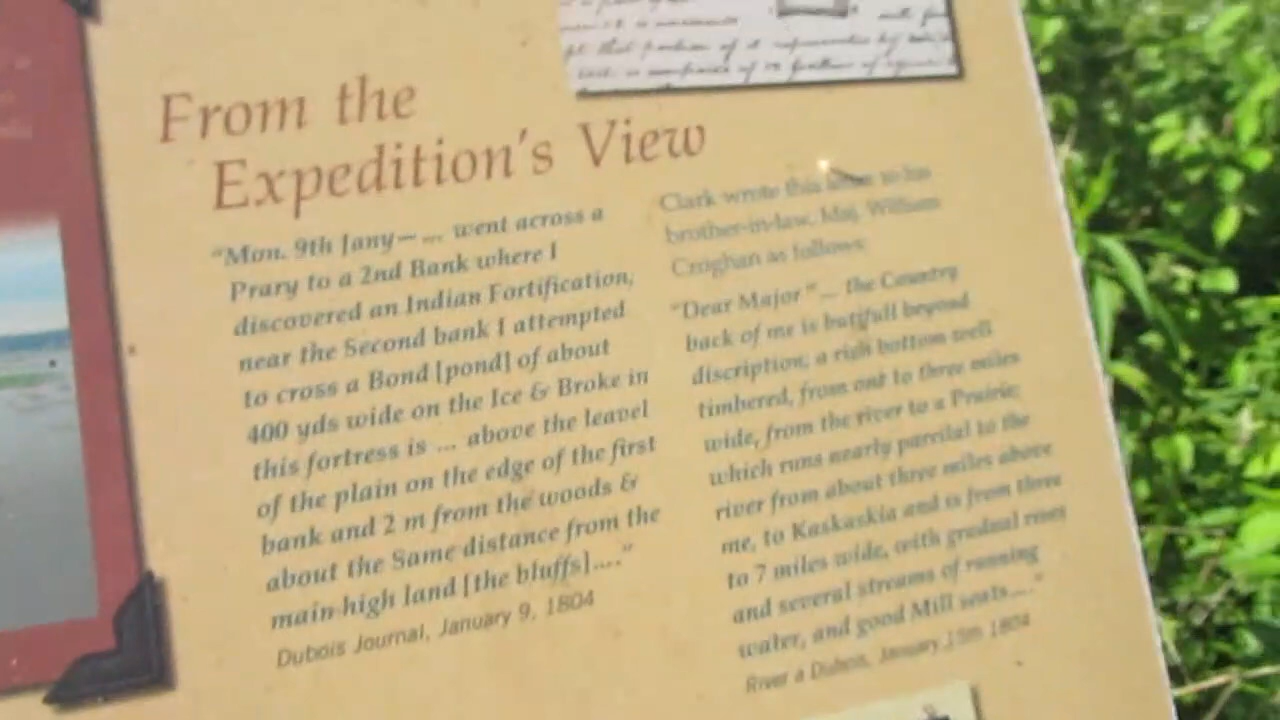 From the
Expedition's View
"Mon. 9th Jany—... went across a
Prary to a 2nd Bank where I
discovered an Indian Fortification,
near the Second bank I attempted
to cross a Bond [pond] of about
400 yds wide on the Ice & Broke in
this fortress is ... above the leavel
of the plain on the edge of the first
bank and 2 m from the woods &
about the Same distance from the
main-high land [the bluffs]...."
Dubois Journal, January 9, 1804
Clark wrote this letter to his
brother-in-law, Maj. William
Croghan as follows:
"Dear Major"... the Country
back of me is butifull beyond
discription; a rich bottom well
timbered, from one to three miles
wide, from the river to a Prairie;
which runs nearly parcilal to the
river from about three miles above
me, to Kaskaskia and is from three
to 7 miles wide, with gradual rises
and several streams of running
water, and good Mill seats...."
River a Dubois, January 15th 1804